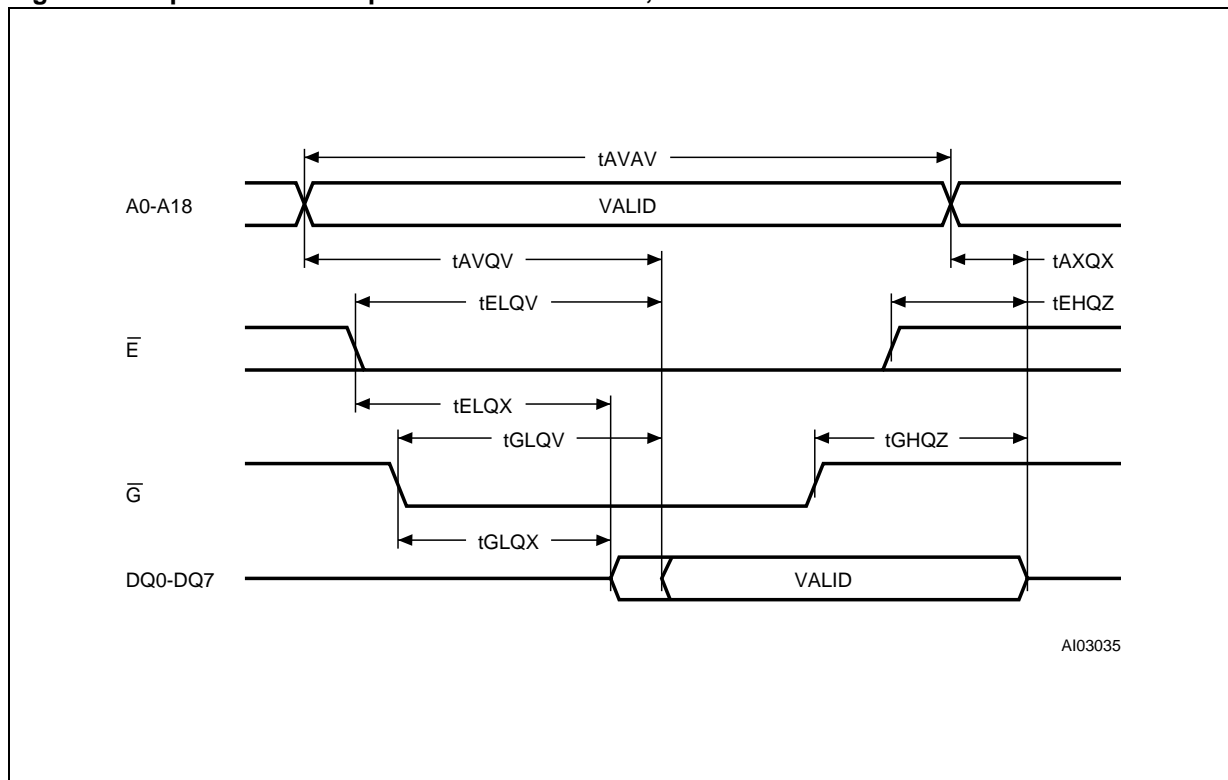 tAVAV
A0-A18
VALID
tAVQV
tAXQX
tELQV
tEHQZ
E̅
tELQX
tGLQV
tGHQZ
G̅
tGLQX
DQ0-DQ7
VALID
AI03035